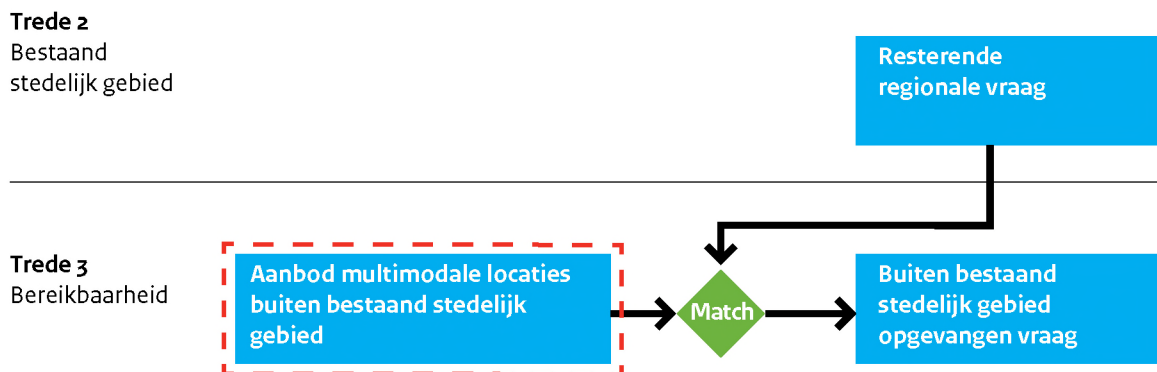 Trede 2
Bestaand
stedelijk gebied
Resterende
regionale vraag
Trede 3
Bereikbaarheid
Aanbod multimodale locaties
buiten bestaand stedelijk
gebied
Match
Buiten bestaand
stedelijk gebied
opgevangen vraag